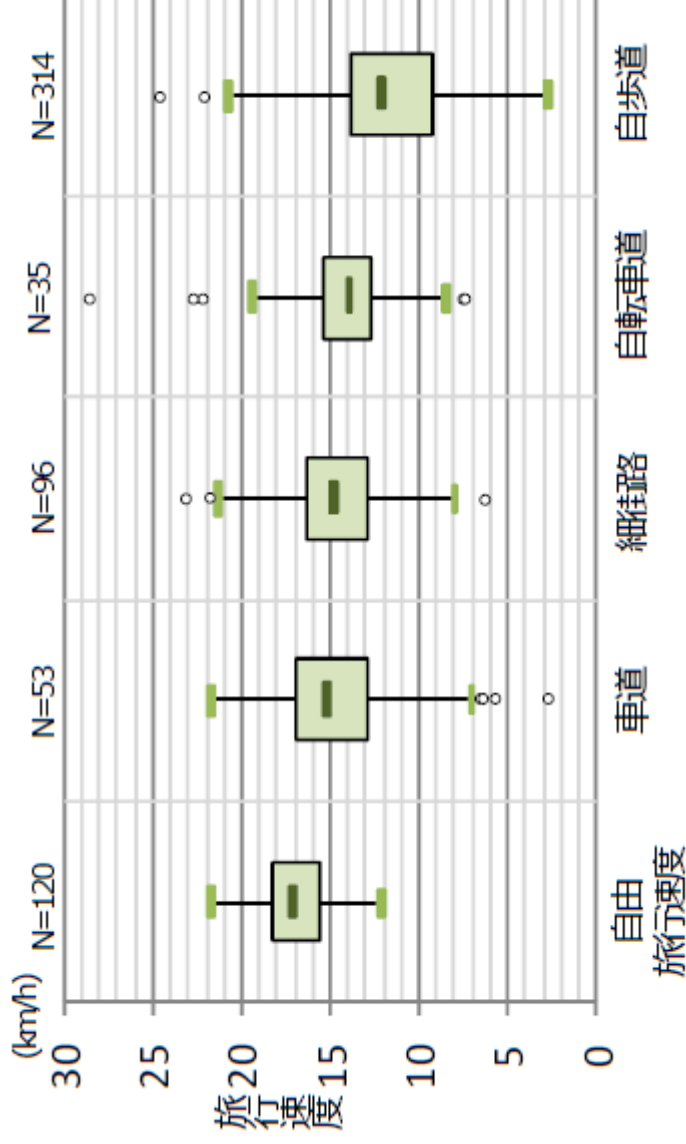 (km/h)
N=120
N=53
N=96
N=35
N=314
30
25
20
15
10
5
0
旅行速度
自由
旅行速度
車道
細街路
自転車道
自歩道